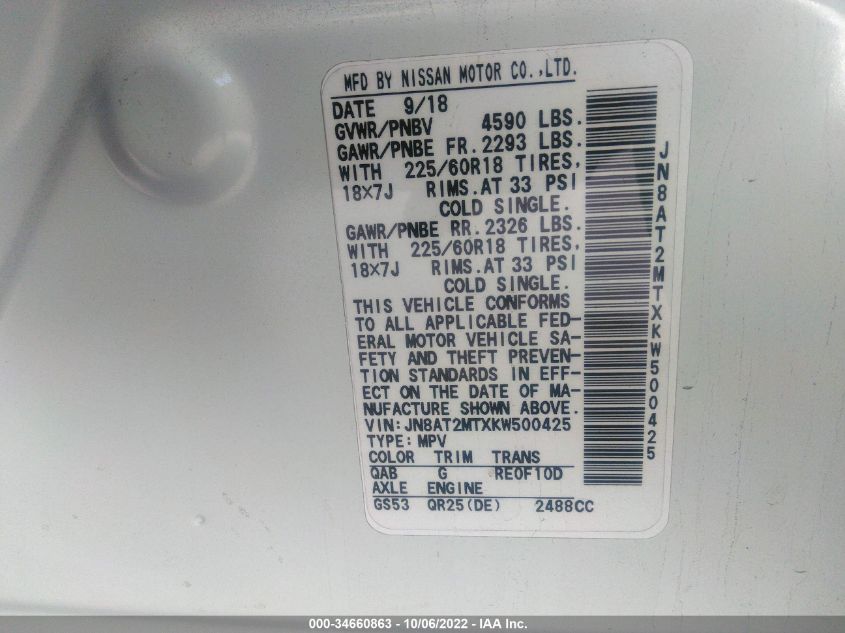 MFD BY NISSAN MOTOR CO.,LTD.
DATE 9/18
GVWR/PNBV 4590 LBS.
GAWR/PNBE FR. 2293 LBS.
WITH 225/60R18 TIRES,
18X7J RIMS.AT 33 PSI
COLD SINGLE.
GAWR/PNBE RR. 2326 LBS.
WITH 225/60R18 TIRES,
18X7J RIMS.AT 33 PSI
COLD SINGLE.
THIS VEHICLE CONFORMS
TO ALL APPLICABLE FED-
ERAL MOTOR VEHICLE SA-
FETY AND THEFT PREVEN-
TION STANDARDS IN EFF-
ECT ON THE DATE OF MA-
NUFACTURE SHOWN ABOVE.
VIN:JN8AT2MTXKW500425
TYPE:MPV
COLOR TRIM TRANS
QAB G RE0F10D
AXLE ENGINE
GS53 QR25(DE) 2488CC
JN8AT2MTXKW500425
000-34660863 - 10/06/2022 - IAA Inc.